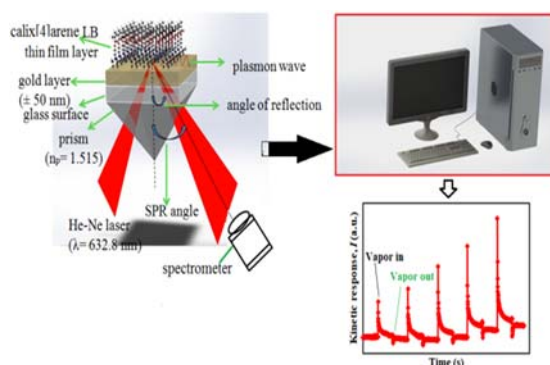 calix[4]arene LB
thin film layer
gold layer
(± 50 nm)
glass surface
prism
(nₚ= 1.515)
He-Ne laser
(λ= 632.8 nm)
plasmon wave
angle of reflection
SPR angle
spectrometer
Kinetic response, I (a.u.)
Vapor in
Vapor out
Time (s)